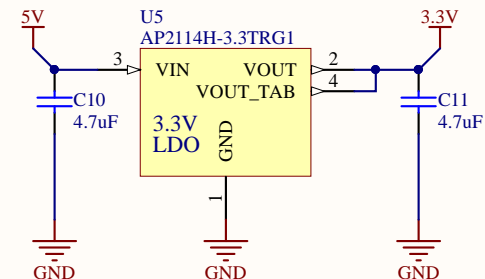 5V
U5
AP2114H-3.3TRG1
3.3V
3
VIN
VOUT
2
VOUT_TAB
4
C10
4.7uF
3.3V
LDO
GND
C11
4.7uF
1
GND
GND
GND